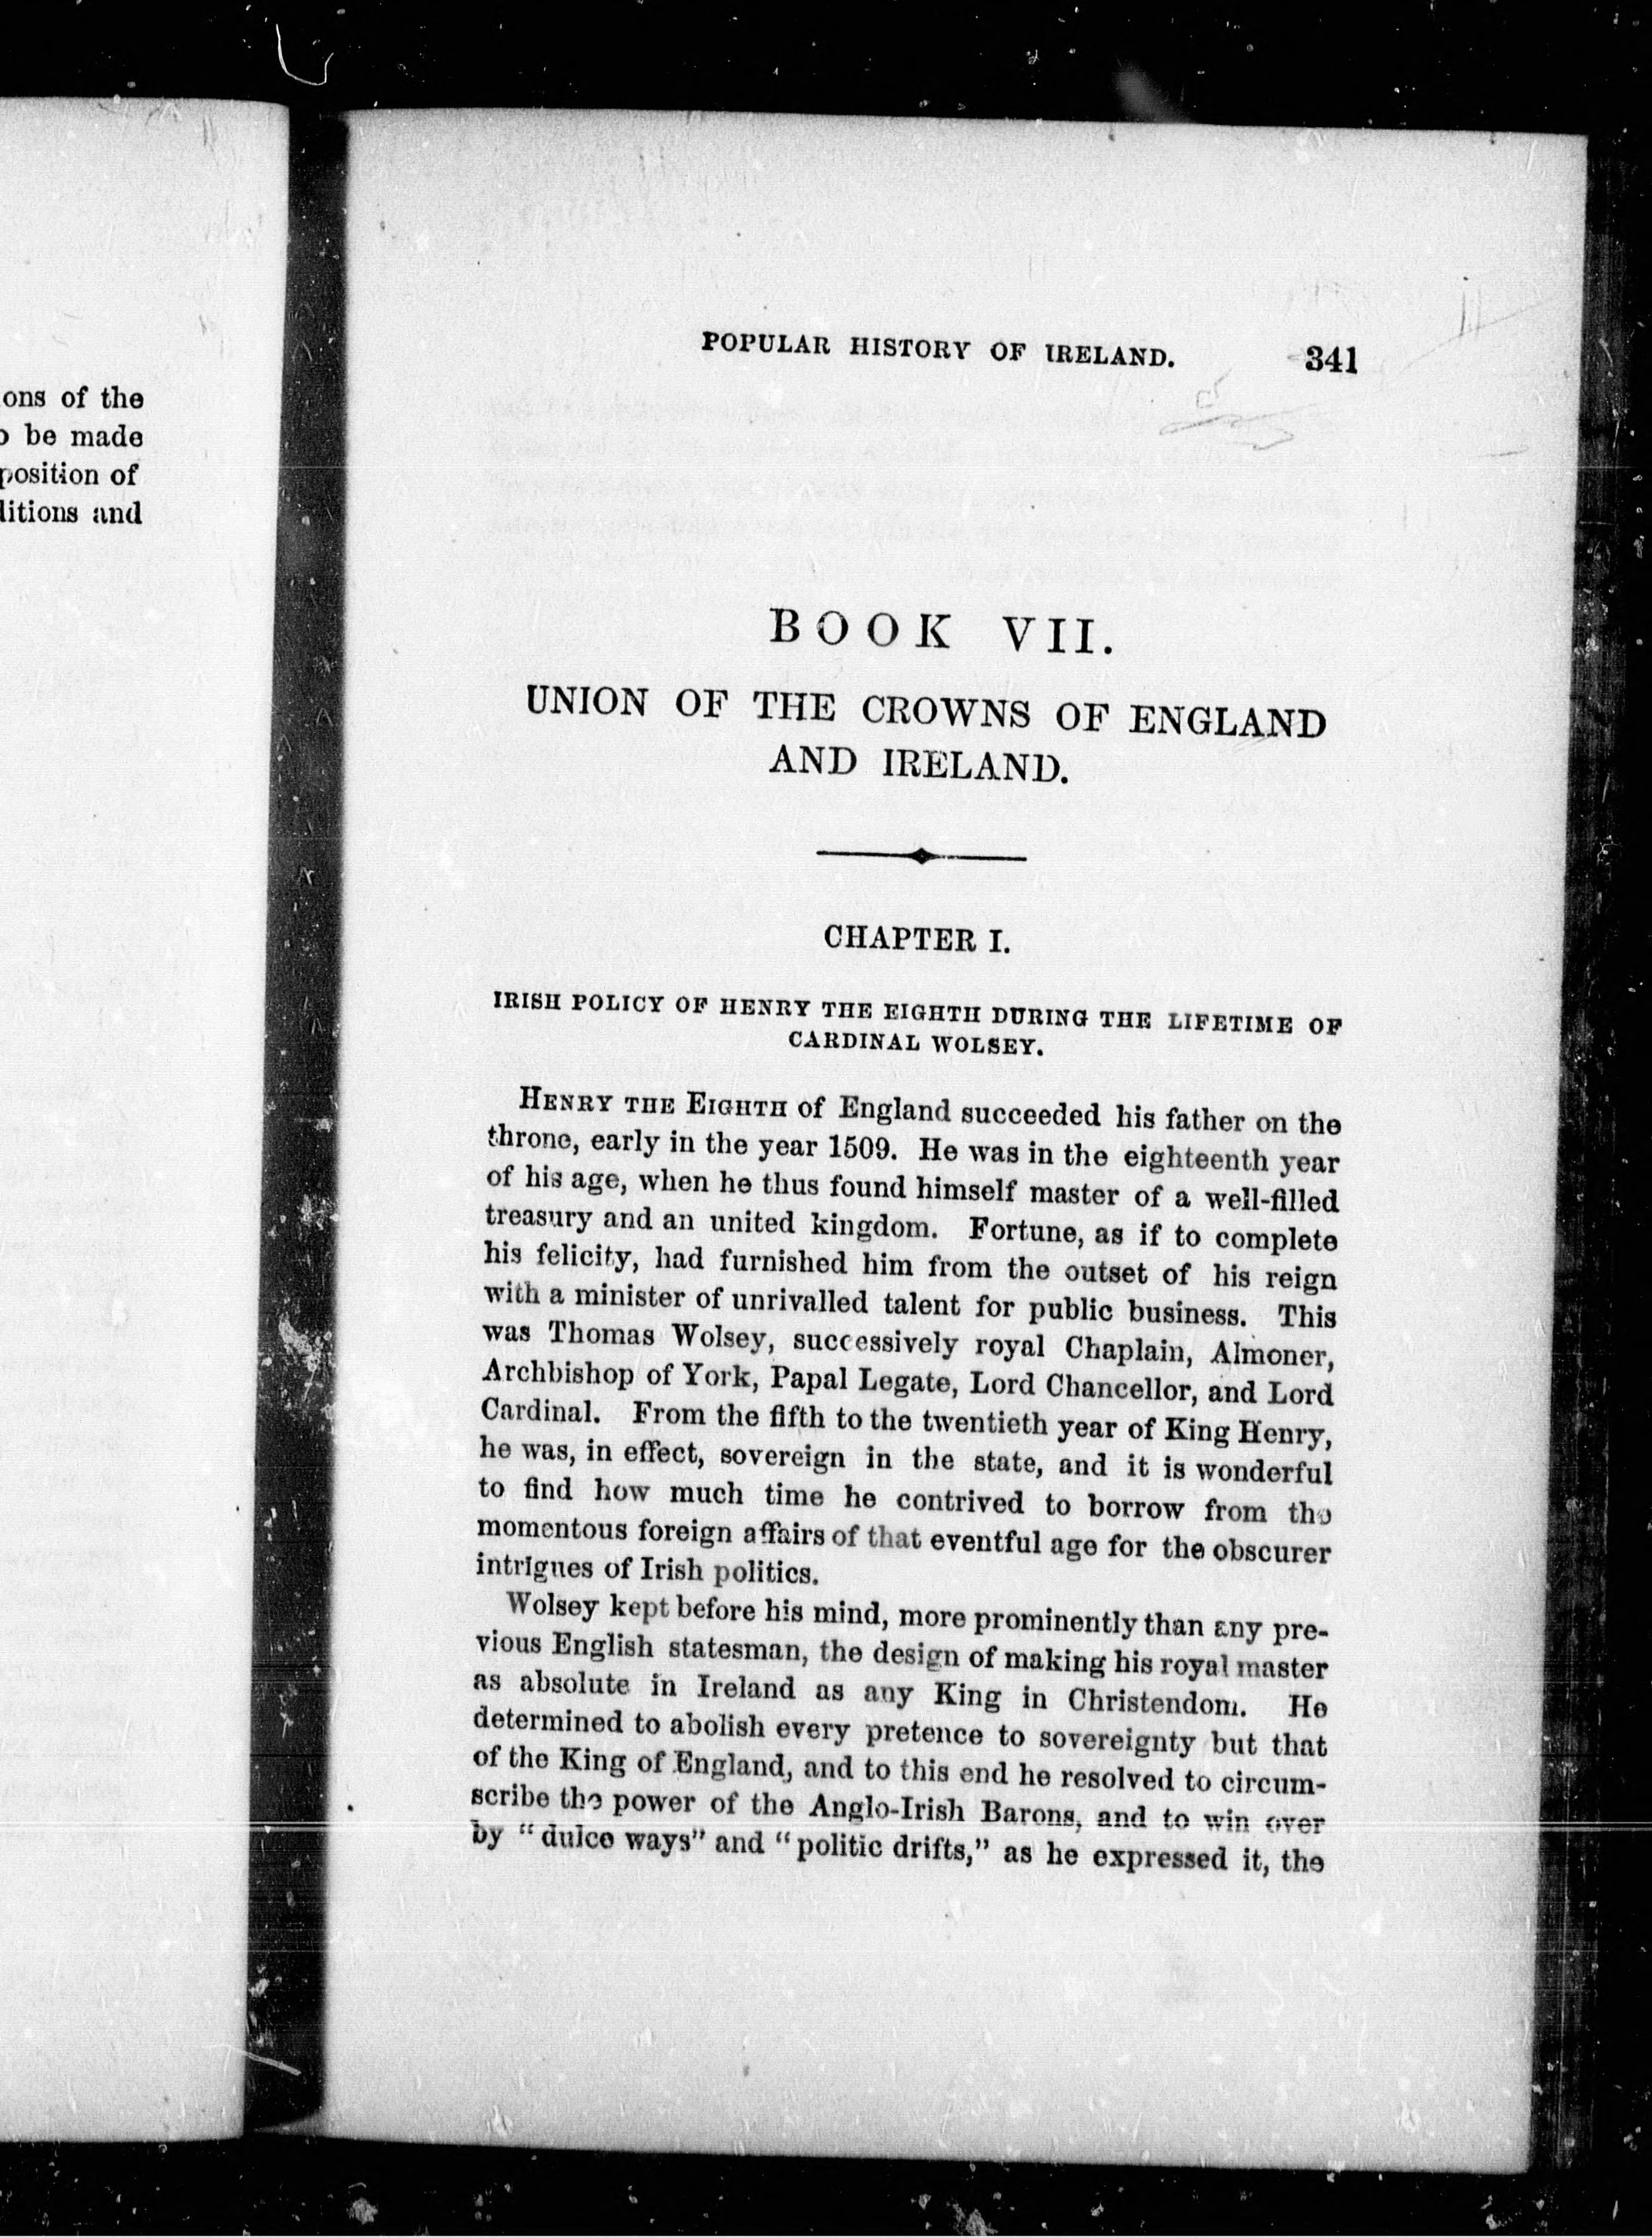 ons of the
be made
position of
litions and
POPULAR HISTORY OF IRELAND. 341
BOOK VII.
UNION OF THE CROWNS OF ENGLAND
AND IRELAND.
CHAPTER I.
IRISH POLICY OF HENRY THE EIGHTH DURING THE LIFETIME OF
CARDINAL WOLSEY.
HENRY THE EIGHTH of England succeeded his father on the
throne, early in the year 1509. He was in the eighteenth year
of his age, when he thus found himself master of a well-filled
treasury and an united kingdom. Fortune, as if to complete
his felicity, had furnished him from the outset of his reign
with a minister of unrivalled talent for public business. This
was Thomas Wolsey, successively royal Chaplain, Almoner,
Archbishop of York, Papal Legate, Lord Chancellor, and Lord
Cardinal. From the fifth to the twentieth year of King Henry,
he was, in effect, sovereign in the state, and it is wonderful
to find how much time he contrived to borrow from the
momentous foreign affairs of that eventful age for the obscurer
intrigues of Irish politics.
Wolsey kept before his mind, more prominently than any pre-
vious English statesman, the design of making his royal master
as absolute in Ireland as any King in Christendom. He
determined to abolish every pretence to sovereignty but that
of the King of England, and to this end he resolved to circum-
scribe the power of the Anglo-Irish Barons, and to win over
by "dulce ways" and "politic drifts," as he expressed it, the